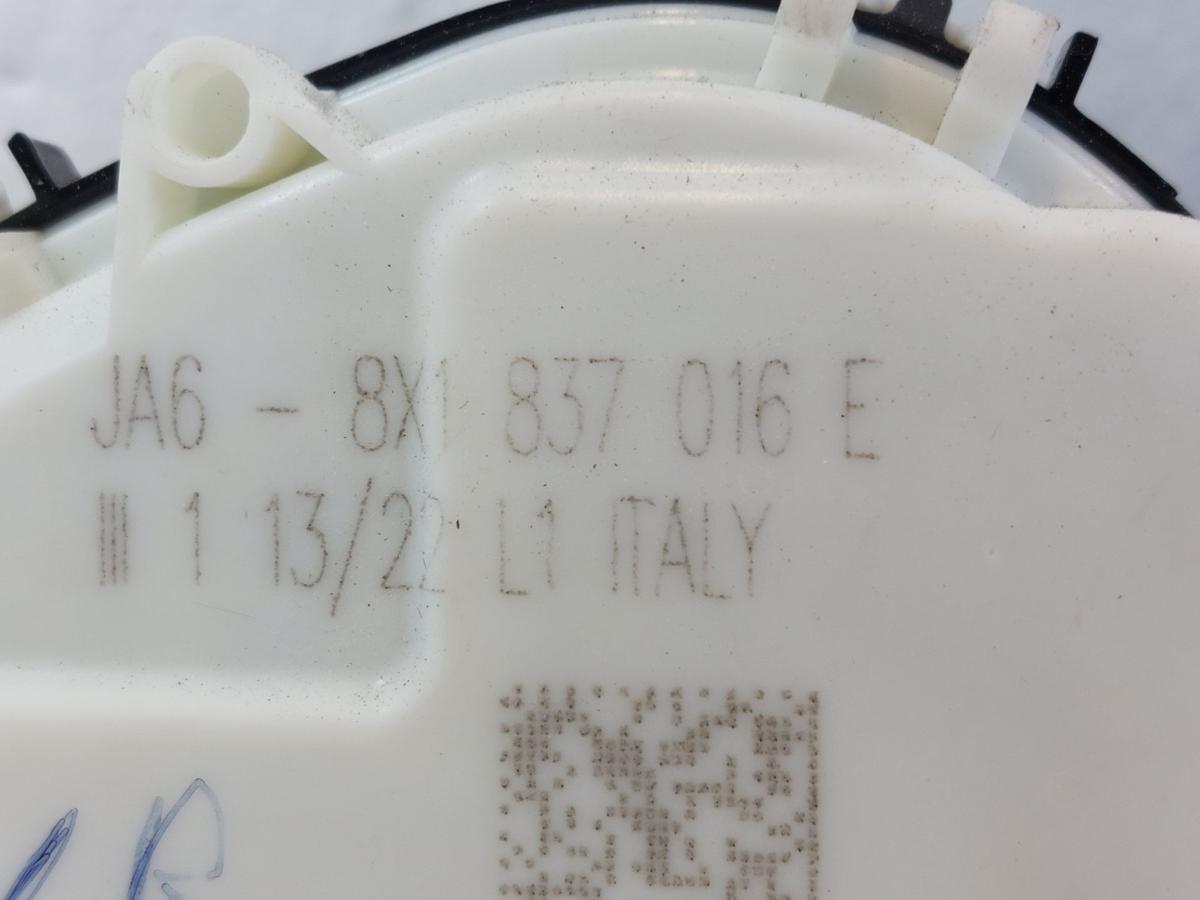 JA6 - 8X1 837 016 E
III 1 13/22 L1 ITALY